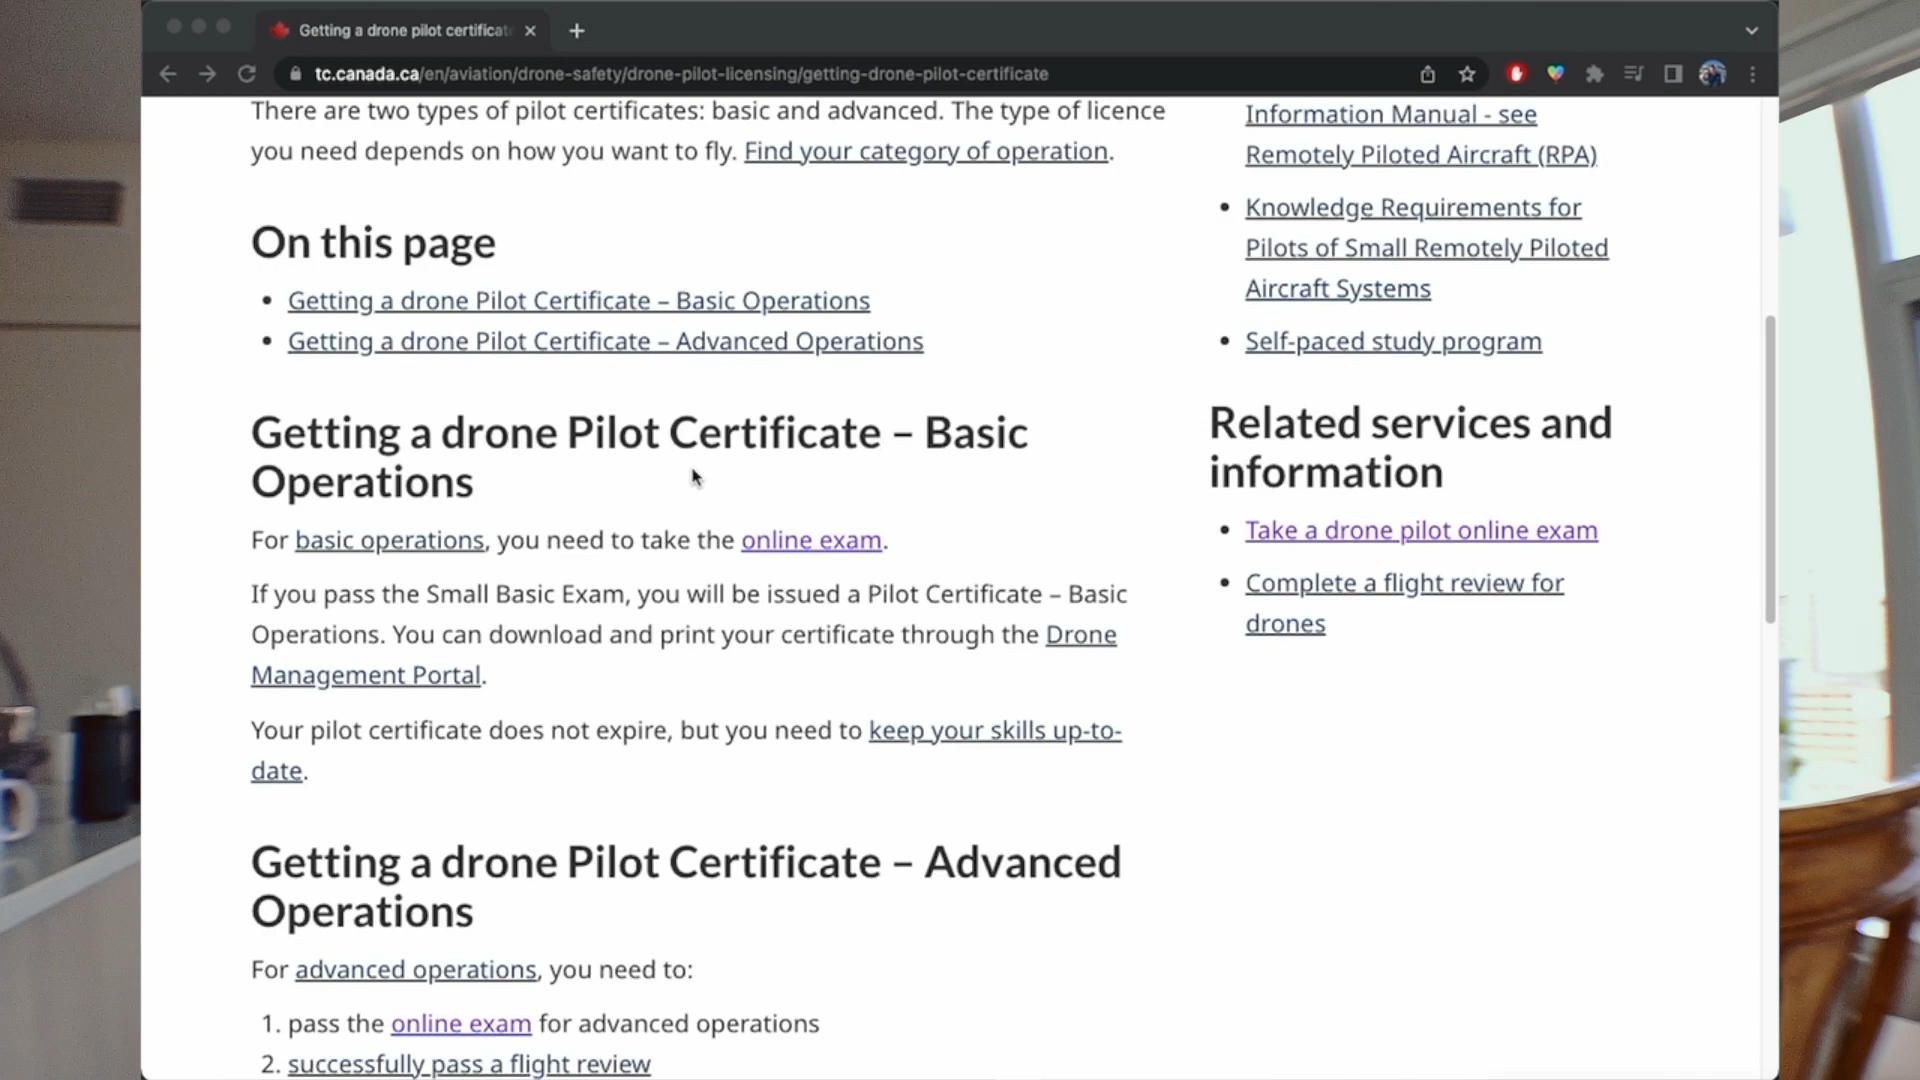 Getting a drone pilot certificat
tc.canada.ca/en/aviation/drone-safety/drone-pilot-licensing/getting-drone-pilot-certificate
There are two types of pilot certificates: basic and advanced. The type of licence
you need depends on how you want to fly. Find your category of operation.
On this page
• Getting a drone Pilot Certificate – Basic Operations
• Getting a drone Pilot Certificate – Advanced Operations
Getting a drone Pilot Certificate – Basic
Operations
For basic operations, you need to take the online exam.
If you pass the Small Basic Exam, you will be issued a Pilot Certificate – Basic
Operations. You can download and print your certificate through the Drone
Management Portal.
Your pilot certificate does not expire, but you need to keep your skills up-to-
date.
Getting a drone Pilot Certificate – Advanced
Operations
For advanced operations, you need to:
1. pass the online exam for advanced operations
2. successfully pass a flight review
Information Manual - see
Remotely Piloted Aircraft (RPA)
• Knowledge Requirements for
Pilots of Small Remotely Piloted
Aircraft Systems
• Self-paced study program
Related services and
information
• Take a drone pilot online exam
• Complete a flight review for
drones